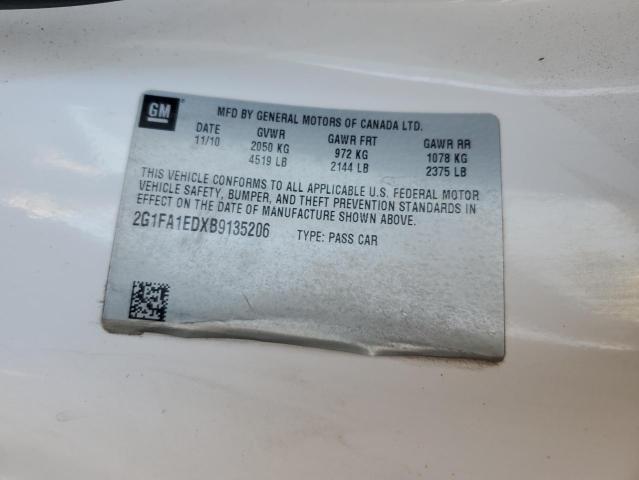 GM
MFD BY GENERAL MOTORS OF CANADA LTD.
DATE GVWR GAWR FRT GAWR RR
11/10 2050 KG 972 KG 1078 KG
4519 LB 2144 LB 2375 LB
THIS VEHICLE CONFORMS TO ALL APPLICABLE U.S. FEDERAL MOTOR
VEHICLE SAFETY, BUMPER, AND THEFT PREVENTION STANDARDS IN
EFFECT ON THE DATE OF MANUFACTURE SHOWN ABOVE.
2G1FA1EDXB9135206 TYPE: PASS CAR